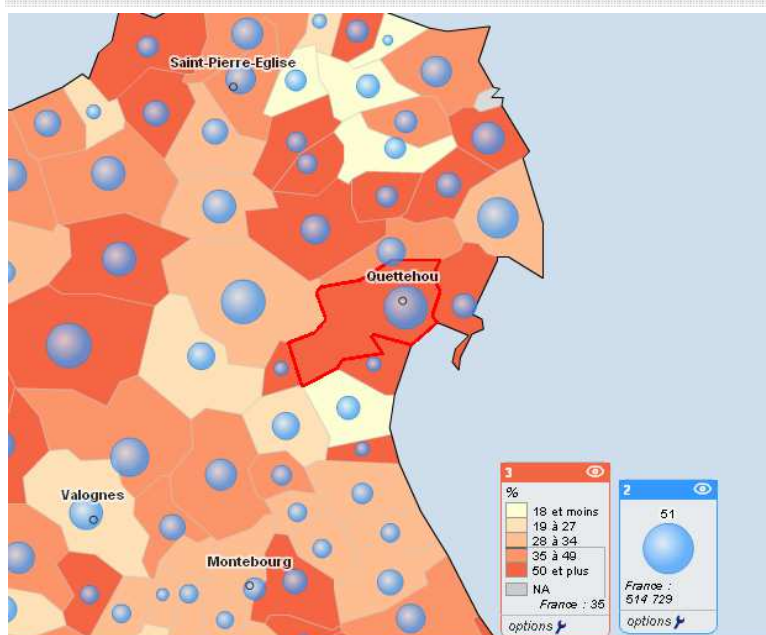 Saint-Pierre-Eglise
Quettehou
Valognes
Montebourg
3
%
18 et moins
19 à 27
28 à 34
35 à 49
50 et plus
NA
France : 35
options
2
51
France :
514 729
options